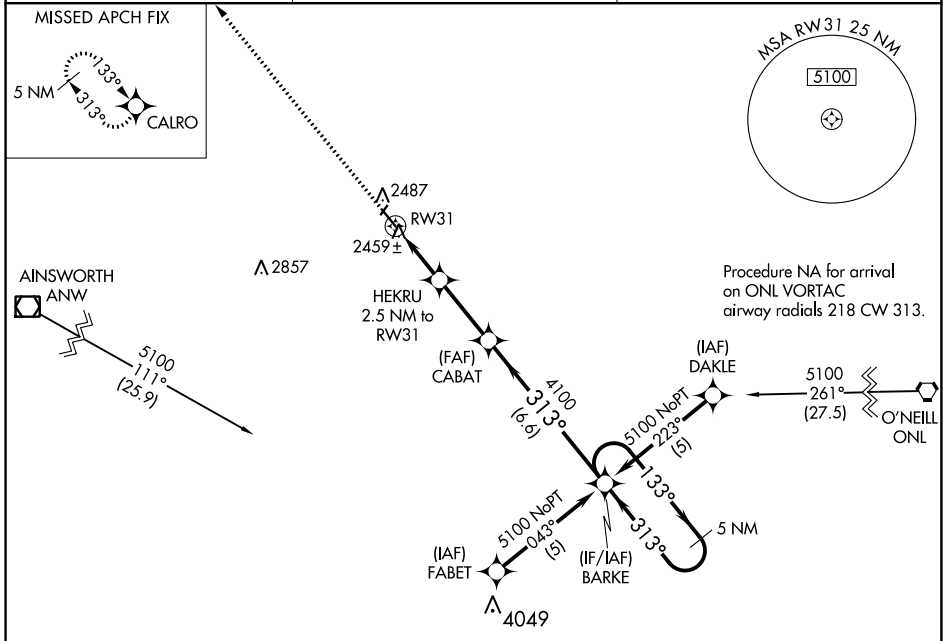 MISSED APCH FIX
5 NM
133°
313°
CALRO
MSA RW31 25 NM
5100
2487
RW31
2459 ±
2857
AINSWORTH
ANW
5100
111°
(25.9)
HEKRU
2.5 NM to
RW31
(FAF)
CABAT
4100
313°
(6.6)
Procedure NA for arrival
on ONL VORTAC
airway radials 218 CW 313.
(IAF)
DAKLE
5100
261°
(27.5)
O'NEILL
ONL
5100 NoPT
223°
(5)
133°
313°
5 NM
5100 NoPT
043°
(5)
(IAF)
FABET
(IF/IAF)
BARKE
4049